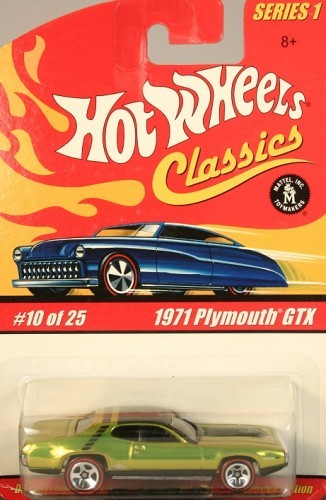 SERIES 1
8+
Hot Wheels
Classics
MATTEL, INC.
M
TOYMAKERS
#10 of 25
1971 Plymouth® GTX